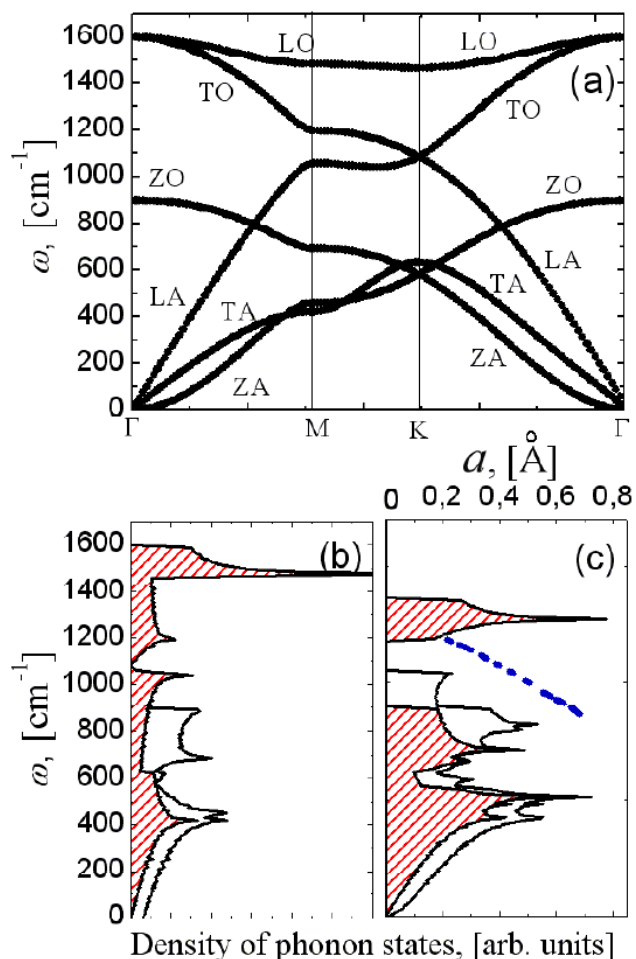 1600
1400
1200
1000
800
600
400
200
0
ω, [cm⁻¹]
LO
LO
(a)
TO
TO
ZO
ZO
LA
LA
TA
TA
ZA
ZA
Γ
M
K
Γ
a, [Å]
0 0,2 0,4 0,6 0,8
1600
1400
1200
1000
800
600
400
200
0
ω, [cm⁻¹]
(b)
(c)
Density of phonon states, [arb. units]